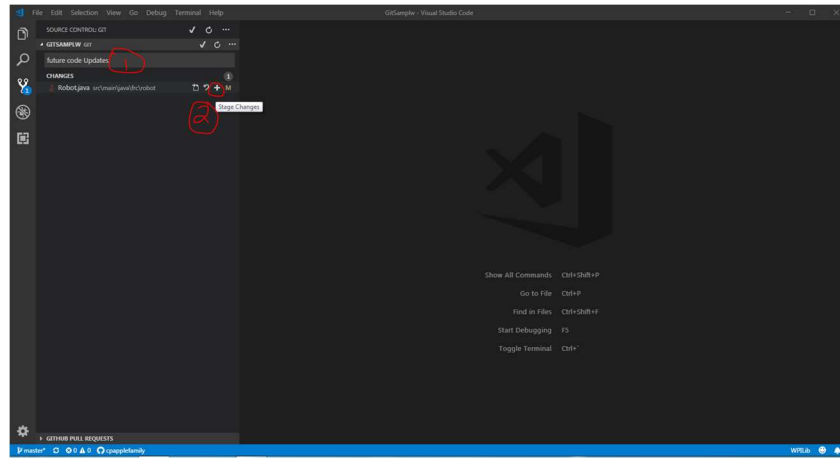 File Edit Selection View Go Debug Terminal Help
GitSamplw - Visual Studio Code
SOURCE CONTROL: GIT
GITSAMPLW GIT
future code Updates.
1
CHANGES
1
Robot.java src\main\java\frc\robot
M
Stage Changes
2
1
Show All Commands Ctrl+Shift+P
Go to File Ctrl+P
Find in Files Ctrl+Shift+F
Start Debugging F5
Toggle Terminal Ctrl+`
GITHUB PULL REQUESTS
master* 0 0 cpapplefamily
WPILib